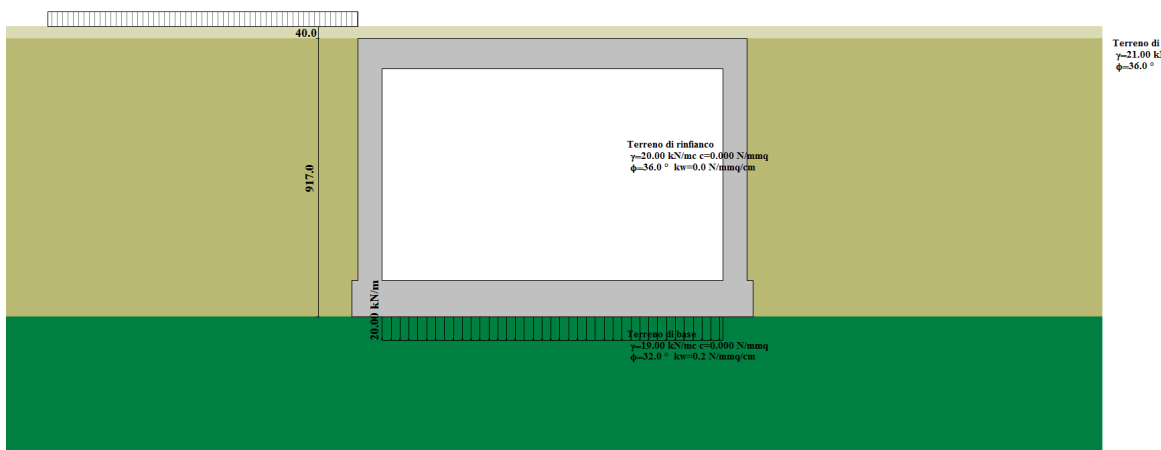 40.0
Terreno di
γ=21.00
ϕ=36.0 °
Terreno di rinfianco
γ=20.00 kN/mc c=0.000 N/mmq
ϕ=36.0 ° kw=0.0 N/mmq/cm
917.0
20.00 kN/m
Terreno di base
γ=19.00 kN/mc c=0.000 N/mmq
ϕ=32.0 ° kw=0.2 N/mmq/cm